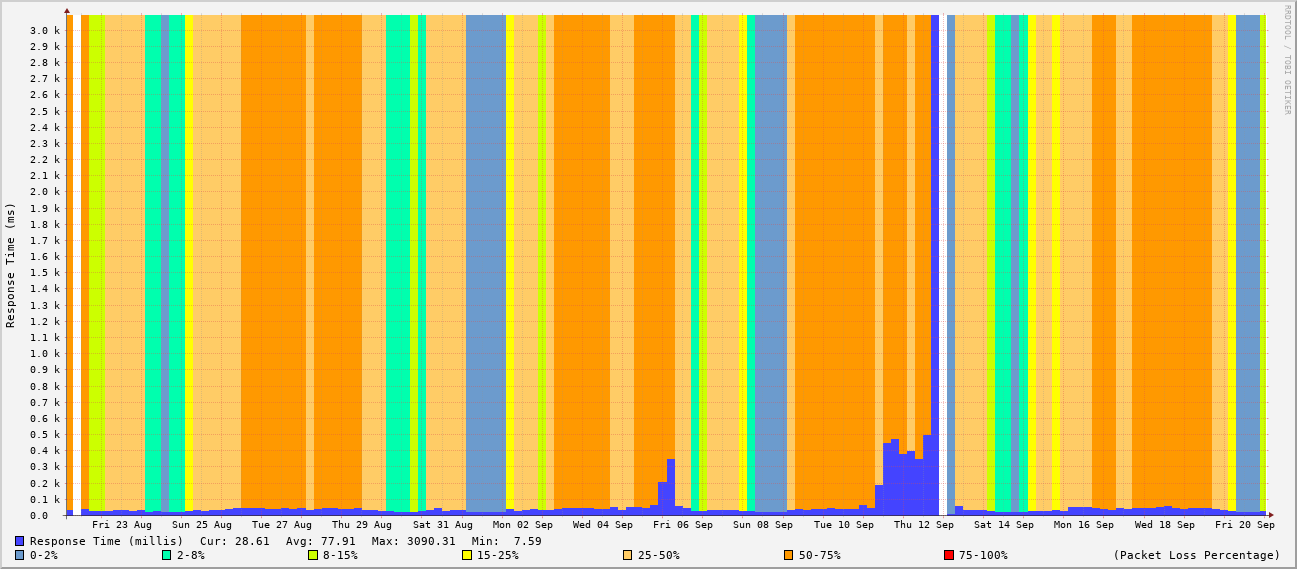 RRDTOOL / TOBI OETIKER
Response Time (ms)
3.0 k
2.9 k
2.8 k
2.7 k
2.6 k
2.5 k
2.4 k
2.3 k
2.2 k
2.1 k
2.0 k
1.9 k
1.8 k
1.7 k
1.6 k
1.5 k
1.4 k
1.3 k
1.2 k
1.1 k
1.0 k
0.9 k
0.8 k
0.7 k
0.6 k
0.5 k
0.4 k
0.3 k
0.2 k
0.1 k
0.0
Fri 23 Aug Sun 25 Aug Tue 27 Aug Thu 29 Aug Sat 31 Aug Mon 02 Sep Wed 04 Sep Fri 06 Sep Sun 08 Sep Tue 10 Sep Thu 12 Sep Sat 14 Sep Mon 16 Sep Wed 18 Sep Fri 20 Sep
Response Time (millis) Cur: 28.61 Avg: 77.91 Max: 3090.31 Min: 7.59
0-2% 2-8% 8-15% 15-25% 25-50% 50-75% 75-100% (Packet Loss Percentage)